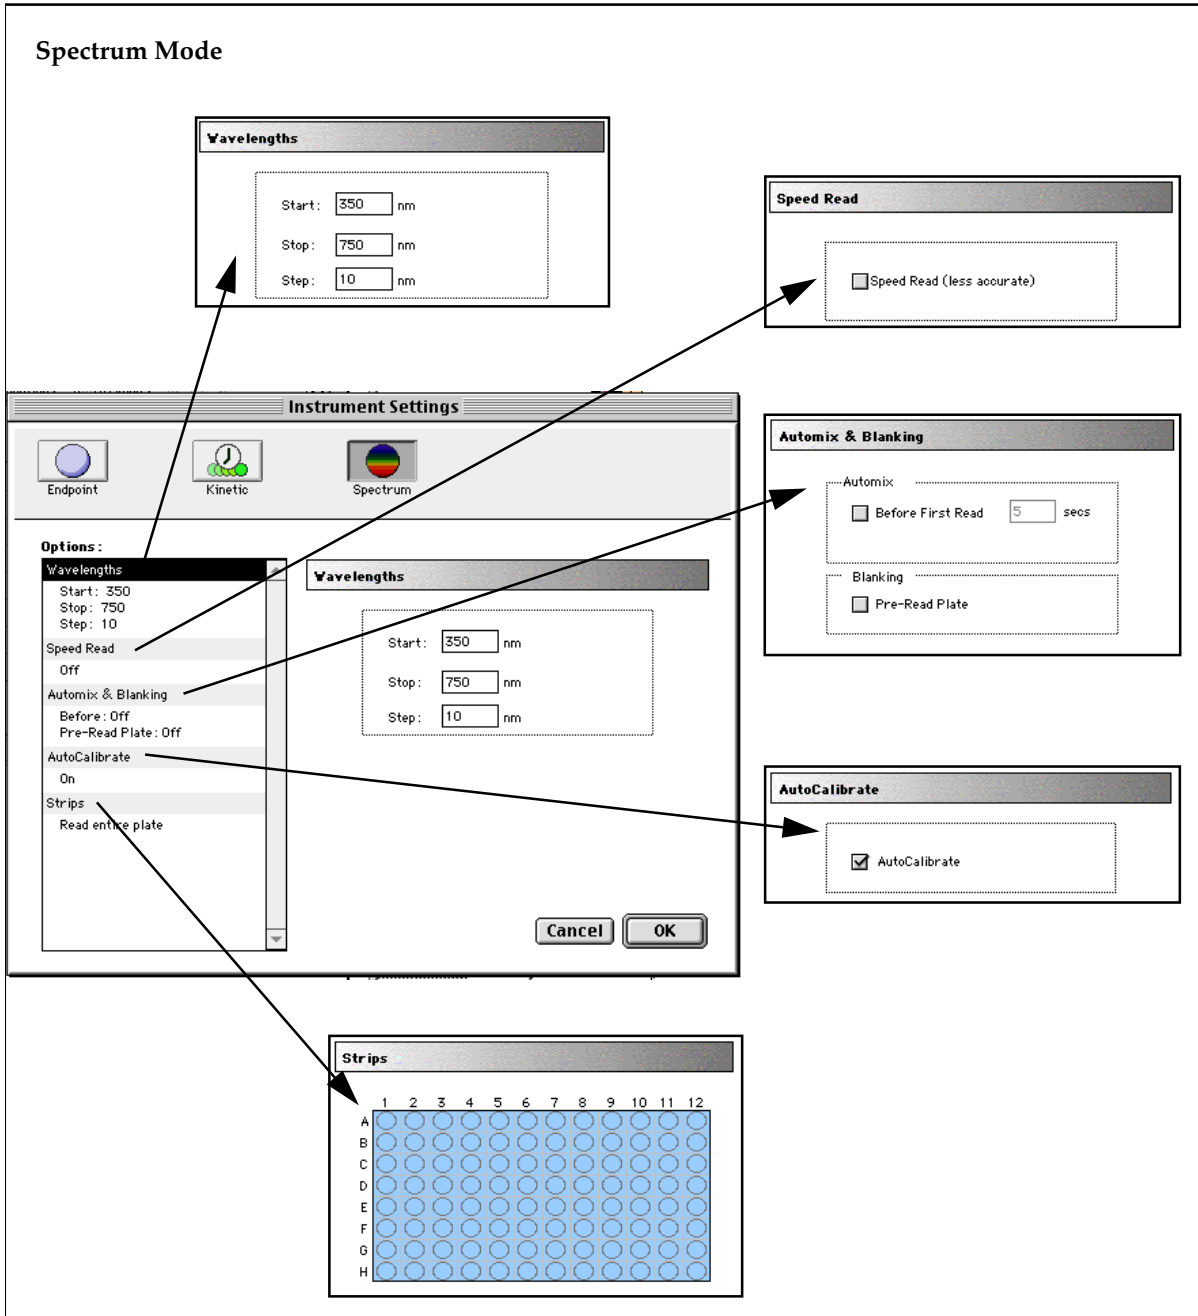 Spectrum Mode
Wavelengths
Start: 350 nm
Stop: 750 nm
Step: 10 nm
Speed Read
Speed Read (less accurate)
Instrument Settings
Endpoint
Kinetic
Spectrum
Options:
Wavelengths
Start: 350
Stop: 750
Step: 10
Speed Read
Off
Automix & Blanking
Before: Off
Pre-Read Plate: Off
AutoCalibrate
On
Strips
Read entire plate
Wavelengths
Start: 350 nm
Stop: 750 nm
Step: 10 nm
Cancel
OK
Automix & Blanking
Automix
Before First Read 5 secs
Blanking
Pre-Read Plate
AutoCalibrate
AutoCalibrate
Strips
1 2 3 4 5 6 7 8 9 10 11 12
A
B
C
D
E
F
G
H